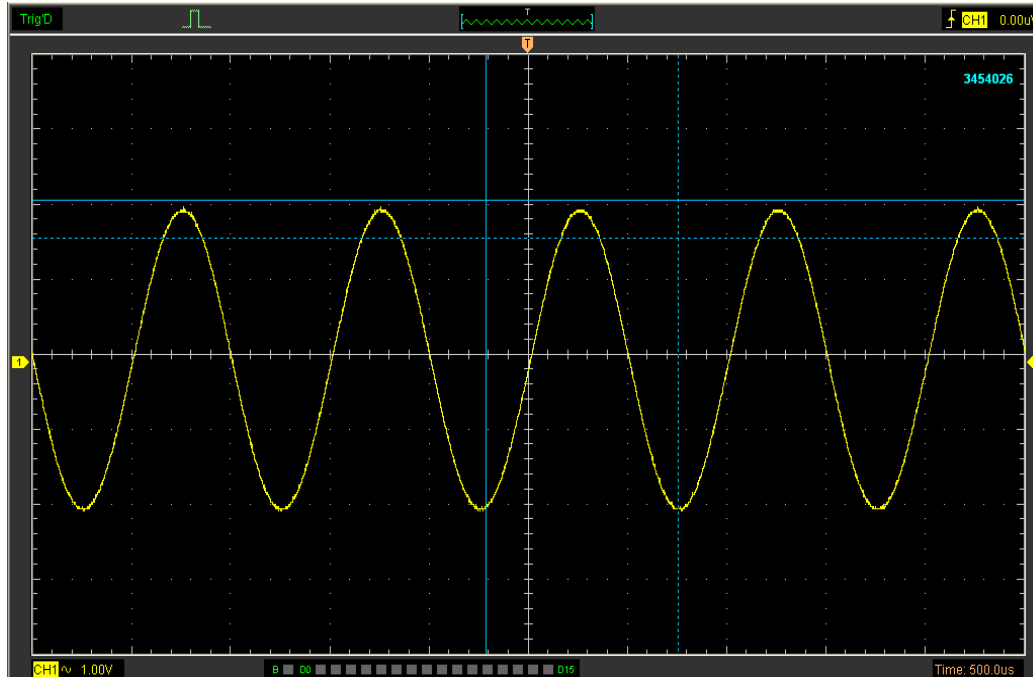 Trig'D T CH1 0.00uV
T
3454026
1
CH1 ∿ 1.00V B D0 D15 Time: 500.0us